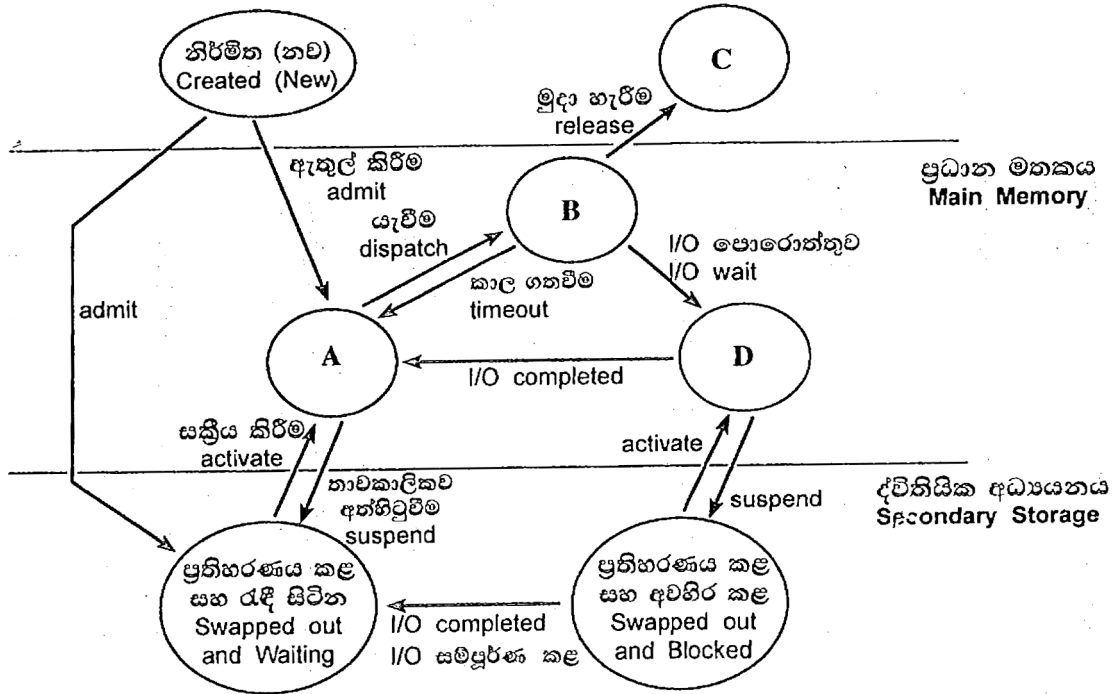 නිර්මිත (නව)
Created (New)
C
මුදා හැරීම
release
ඇතුල් කිරීම
admit
ප්‍රධාන මතකය
Main Memory
B
යැවීම
dispatch
I/O පොරොත්තුව
I/O wait
කාල ගතවීම
timeout
admit
A
D
I/O completed
සක්‍රීය කිරීම
activate
activate
තාවකාලිකව
අත්හිටුවීම
suspend
suspend
ද්විතියික අධ්‍යයනය
Secondary Storage
ප්‍රතිහරණය කළ
සහ රැඳී සිටින
Swapped out
and Waiting
ප්‍රතිහරණය කළ
සහ අවහිර කළ
Swapped out
and Blocked
I/O completed
I/O සම්පූර්ණ කළ